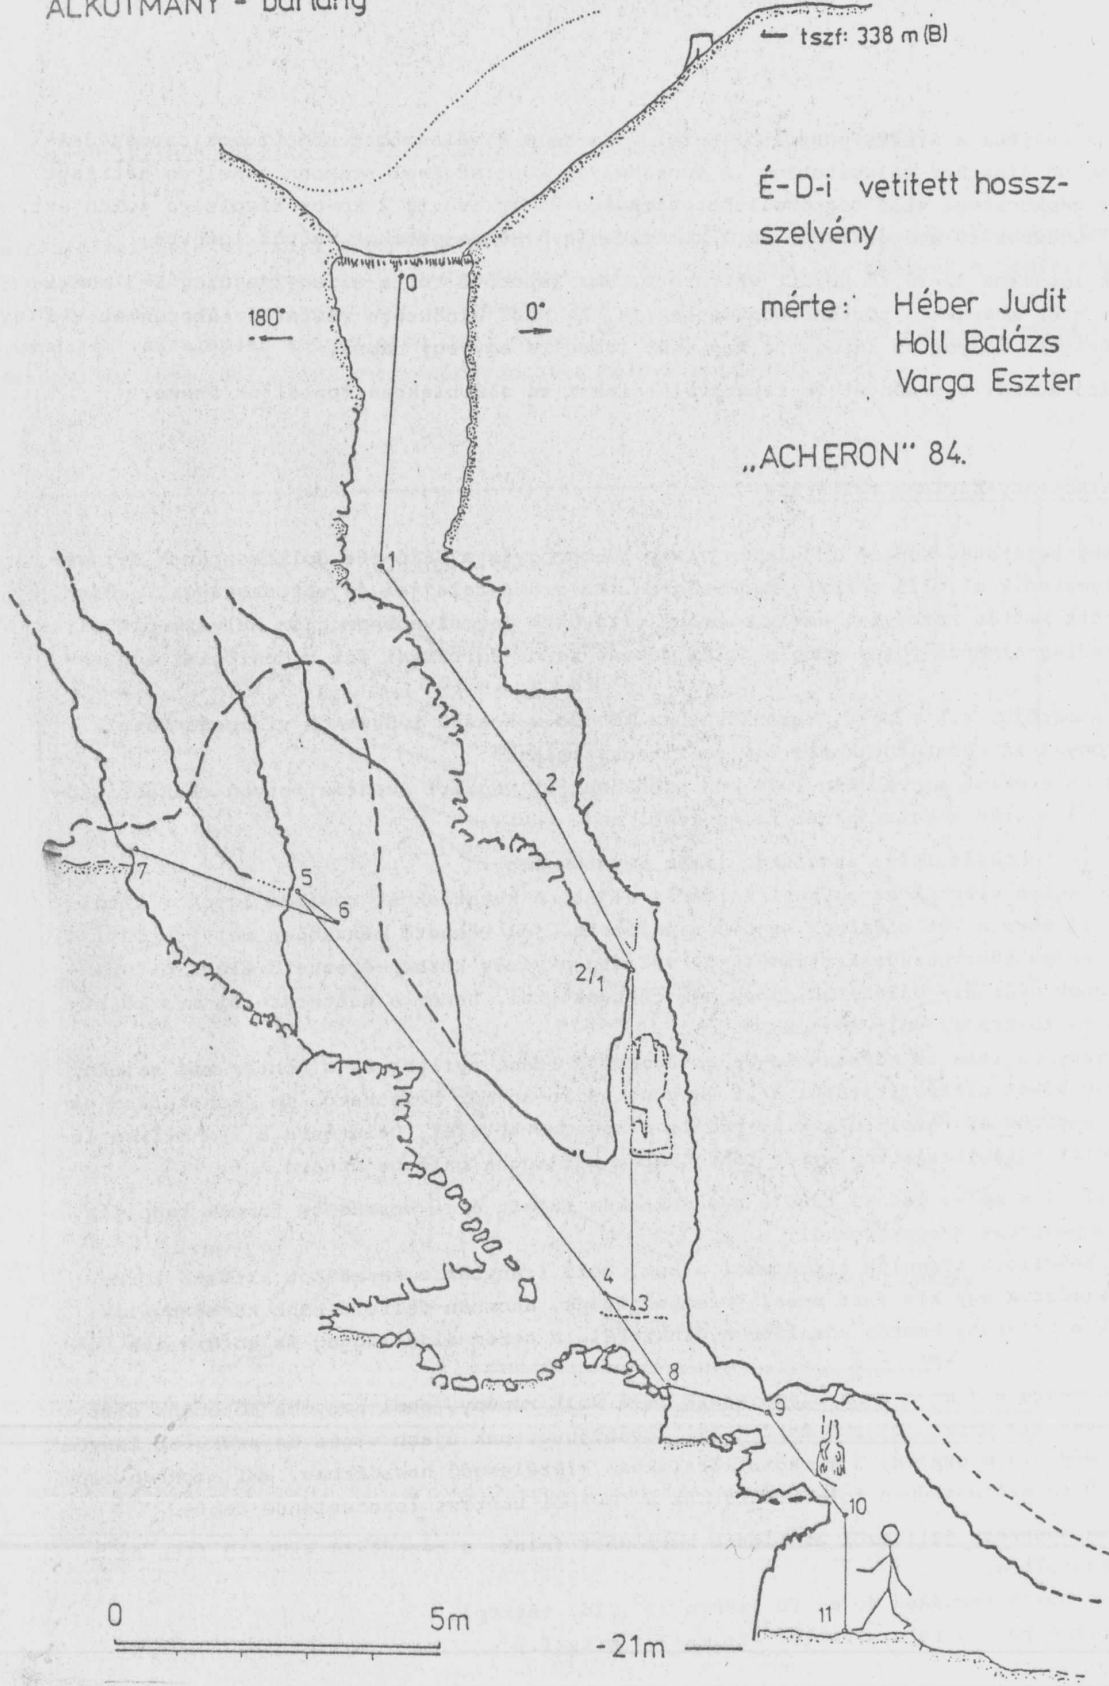 ALKOTMÁNY - barlang
← tszf: 338 m (B)
É-D-i vetitett hossz-
szelvény
mérte: Héber Judit
Holl Balázs
Varga Eszter
„ACHERON" 84.
180°
0°
0
1
2
2/1
3
4
5
6
7
8
9
10
11
0 5m
-21m